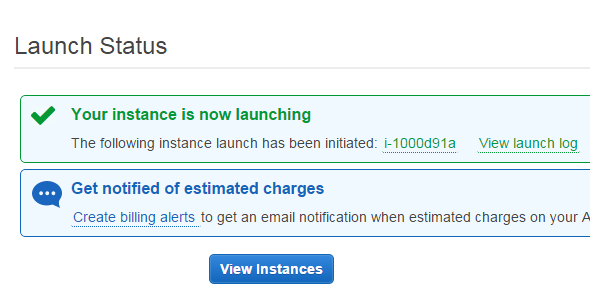 Launch Status
Your instance is now launching
The following instance launch has been initiated: i-1000d91a View launch log
Get notified of estimated charges
Create billing alerts to get an email notification when estimated charges on your A
View Instances